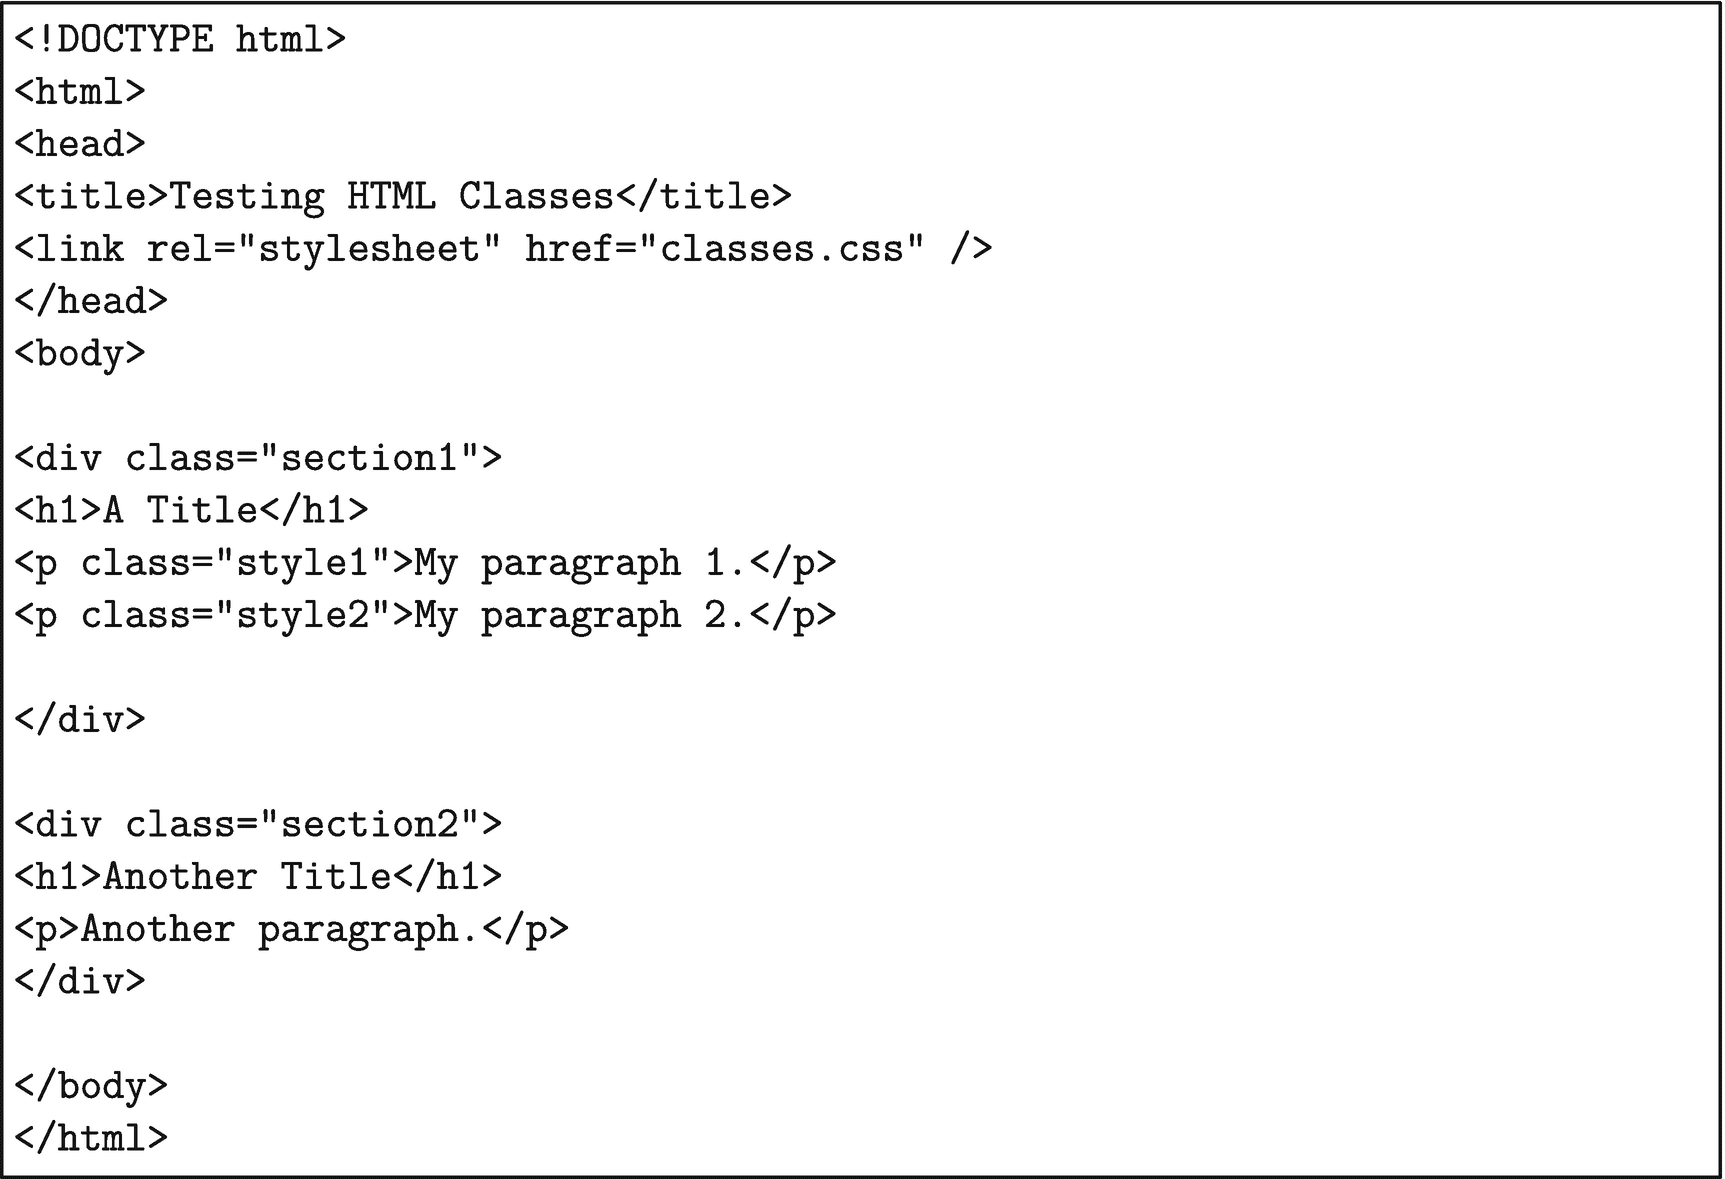 <!DOCTYPE html>
<html>
<head>
<title>Testing HTML Classes</title>
<link rel="stylesheet" href="classes.css" />
</head>
<body>

<div class="section1">
<h1>A Title</h1>
<p class="style1">My paragraph 1.</p>
<p class="style2">My paragraph 2.</p>

</div>

<div class="section2">
<h1>Another Title</h1>
<p>Another paragraph.</p>
</div>

</body>
</html>